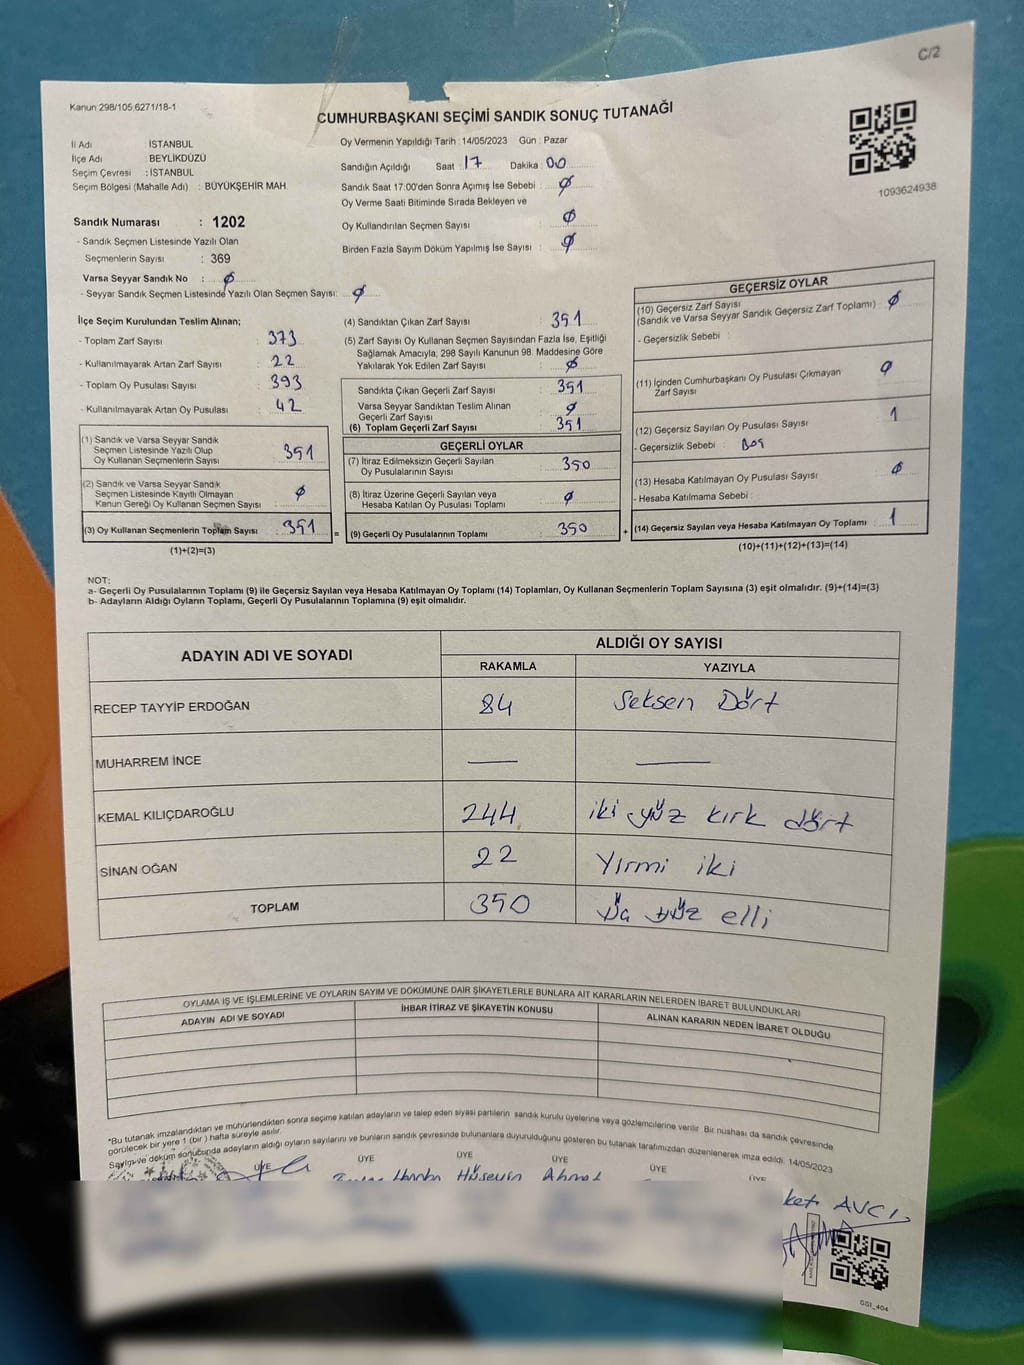 C/2
Kanun 298/105;6271/18-1
CUMHURBAŞKANI SEÇİMİ SANDIK SONUÇ TUTANAĞI
İl Adı : İSTANBUL
İlçe Adı : BEYLİKDÜZÜ
Seçim Çevresi : İSTANBUL
Seçim Bölgesi (Mahalle Adı) : BÜYÜKŞEHİR MAH.
Oy Vermenin Yapıldığı Tarih : 14/05/2023 Gün : Pazar
Sandığın Açıldığı Saat 17 Dakika : 00
Sandık Saat 17:00'den Sonra Açımış İse Sebebi : ø
Oy Verme Saati Bitiminde Sırada Bekleyen ve
Oy Kullandırılan Seçmen Sayısı ø
Birden Fazla Sayım Döküm Yapılmış İse Sayısı : ø
1093624938
Sandık Numarası : 1202
- Sandık Seçmen Listesinde Yazılı Olan
Seçmenlerin Sayısı : 369
Varsa Seyyar Sandık No : ø
- Seyyar Sandık Seçmen Listesinde Yazılı Olan Seçmen Sayısı: ø
İlçe Seçim Kurulundan Teslim Alınan;
- Toplam Zarf Sayısı : 373
- Kullanılmayarak Artan Zarf Sayısı : 22
- Toplam Oy Pusulası Sayısı : 393
- Kullanılmayarak Artan Oy Pusulası : 42
(1) Sandık ve Varsa Seyyar Sandık
Seçmen Listesinde Yazılı Olup
Oy Kullanan Seçmenlerin Sayısı : 351
(2) Sandık ve Varsa Seyyar Sandık
Seçmen Listesinde Kayıtlı Olmayan
Kanun Gereği Oy Kullanan Seçmen Sayısı : ø
(3) Oy Kullanan Seçmenlerin Toplam Sayısı : 351
(1)+(2)=(3)
(4) Sandıktan Çıkan Zarf Sayısı : 351
(5) Zarf Sayısı Oy Kullanan Seçmen Sayısından Fazla İse, Eşitliği
Sağlamak Amacıyla; 298 Sayılı Kanunun 98. Maddesine Göre
Yakılarak Yok Edilen Zarf Sayısı : ø
Sandıkta Çıkan Geçerli Zarf Sayısı : 351
Varsa Seyyar Sandıktan Teslim Alınan
Geçerli Zarf Sayısı : ø
(6) Toplam Geçerli Zarf Sayısı : 351
GEÇERLİ OYLAR
(7) İtiraz Edilmeksizin Geçerli Sayılan
Oy Pusulalarının Sayısı : 350
(8) İtiraz Üzerine Geçerli Sayılan veya
Hesaba Katılan Oy Pusulası Toplamı : ø
= (9) Geçerli Oy Pusulalarının Toplamı : 350
GEÇERSİZ OYLAR
(10) Geçersiz Zarf Sayısı
(Sandık ve Varsa Seyyar Sandık Geçersiz Zarf Toplamı) : ø
- Geçersizlik Sebebi :
(11) İçinden Cumhurbaşkanı Oy Pusulası Çıkmayan
Zarf Sayısı : ø
(12) Geçersiz Sayılan Oy Pusulası Sayısı : 1
- Geçersizlik Sebebi : Boş
(13) Hesaba Katılmayan Oy Pusulası Sayısı : ø
- Hesaba Katılmama Sebebi :
+ (14) Geçersiz Sayılan veya Hesaba Katılmayan Oy Toplamı : 1
(10)+(11)+(12)+(13)=(14)
NOT:
a- Geçerli Oy Pusulalarının Toplamı (9) ile Geçersiz Sayılan veya Hesaba Katılmayan Oy Toplamı (14) Toplamları, Oy Kullanan Seçmenlerin Toplam Sayısına (3) eşit olmalıdır. (9)+(14)=(3)
b- Adayların Aldığı Oyların Toplamı, Geçerli Oy Pusulalarının Toplamına (9) eşit olmalıdır.
ADAYIN ADI VE SOYADI ALDIĞI OY SAYISI
RAKAMLA YAZIYLA
RECEP TAYYİP ERDOĞAN 84 Seksen Dört
MUHARREM İNCE — —
KEMAL KILIÇDAROĞLU 244 iki yüz kırk dört
SİNAN OĞAN 22 Yirmi iki
TOPLAM 350 Üç yüz elli
OYLAMA İŞ VE İŞLEMLERİNE VE OYLARIN SAYIM VE DÖKÜMÜNE DAİR ŞİKAYETLERLE BUNLARA AİT KARARLARIN NELERDEN İBARET BULUNDUKLARI
ADAYIN ADI VE SOYADI İHBAR İTİRAZ VE ŞİKAYETİN KONUSU ALINAN KARARIN NEDEN İBARET OLDUĞU
*Bu tutanak imzalandıktan ve mühürlendikten sonra seçime katılan adayların ve talep eden siyasi partilerin sandık kurulu üyelerine veya gözlemcilerine verilir. Bir nüshası da sandık çevresinde
görülecek bir yere 1 (bir ) hafta süreyle asılır.
Sayım ve döküm sonucunda adayların aldığı oyların sayılarını ve bunların sandık çevresinde bulunanlara duyurulduğunu gösteren bu tutanak tarafımızdan düzenlenerek imza edildi. 14/05/2023
ÜYE ÜYE ÜYE ÜYE ÜYE ÜYE
Hüseyin Ahmet
AVCI